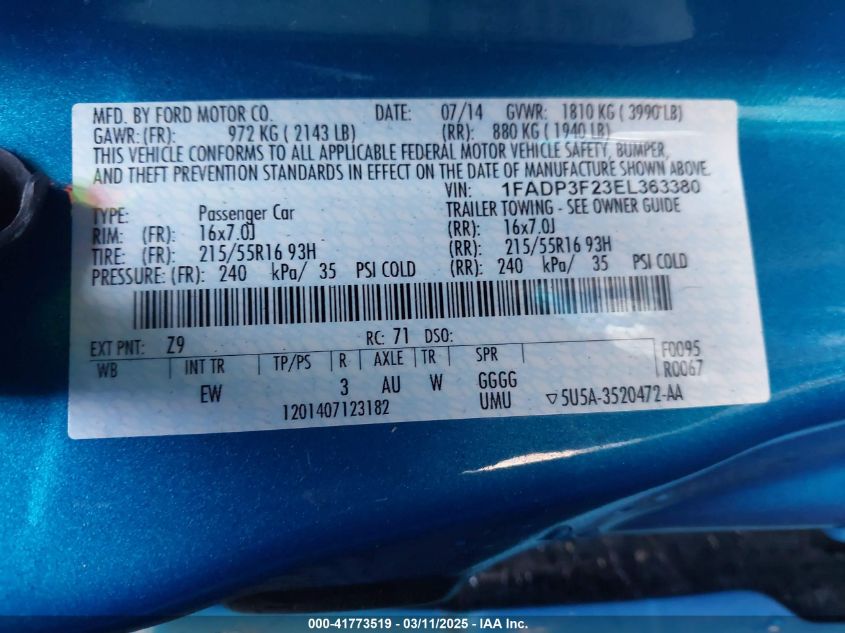 MFD. BY FORD MOTOR CO. DATE: 07/14 GVWR: 1810 KG ( 3990 LB)
GAWR: (FR): 972 KG ( 2143 LB) (RR): 880 KG ( 1940 LB)
THIS VEHICLE CONFORMS TO ALL APPLICABLE FEDERAL MOTOR VEHICLE SAFETY, BUMPER,
AND THEFT PREVENTION STANDARDS IN EFFECT ON THE DATE OF MANUFACTURE SHOWN ABOVE.
VIN: 1FADP3F23EL363380
TYPE: Passenger Car TRAILER TOWING - SEE OWNER GUIDE
RIM: (FR): 16x7.0J (RR): 16x7.0J
TIRE: (FR): 215/55R16 93H (RR): 215/55R16 93H
PRESSURE: (FR): 240 kPa/ 35 PSI COLD (RR): 240 kPa/ 35 PSI COLD
EXT PNT: Z9 RC: 71 DSO: F0095
WB INT TR TP/PS R AXLE TR SPR R0067
EW 3 AU W GGGG
1201407123182 UMU ▽5U5A-3520472-AA
000-41773519 - 03/11/2025 - IAA Inc.